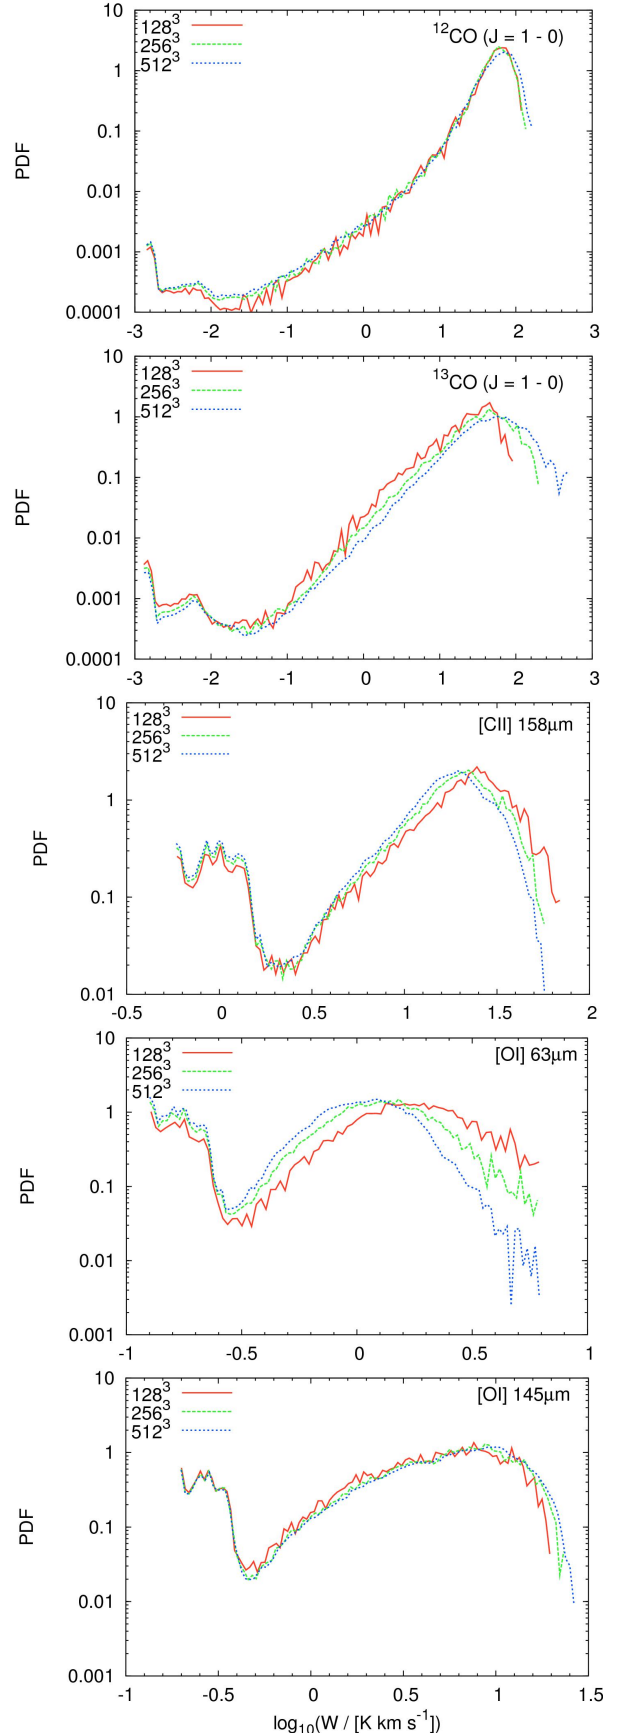 10
1
0.1
0.01
0.001
0.0001
PDF
128³
256³
512³
¹²CO (J = 1 - 0)
-3 -2 -1 0 1 2 3
10
1
0.1
0.01
0.001
0.0001
PDF
128³
256³
512³
¹³CO (J = 1 - 0)
-3 -2 -1 0 1 2 3
10
1
0.1
0.01
PDF
128³
256³
512³
[CII] 158μm
-0.5 0 0.5 1 1.5 2
10
1
0.1
0.01
0.001
PDF
128³
256³
512³
[OI] 63μm
-1 -0.5 0 0.5 1
10
1
0.1
0.01
0.001
PDF
128³
256³
512³
[OI] 145μm
-1 -0.5 0 0.5 1 1.5
log₁₀(W / [K km s⁻¹])